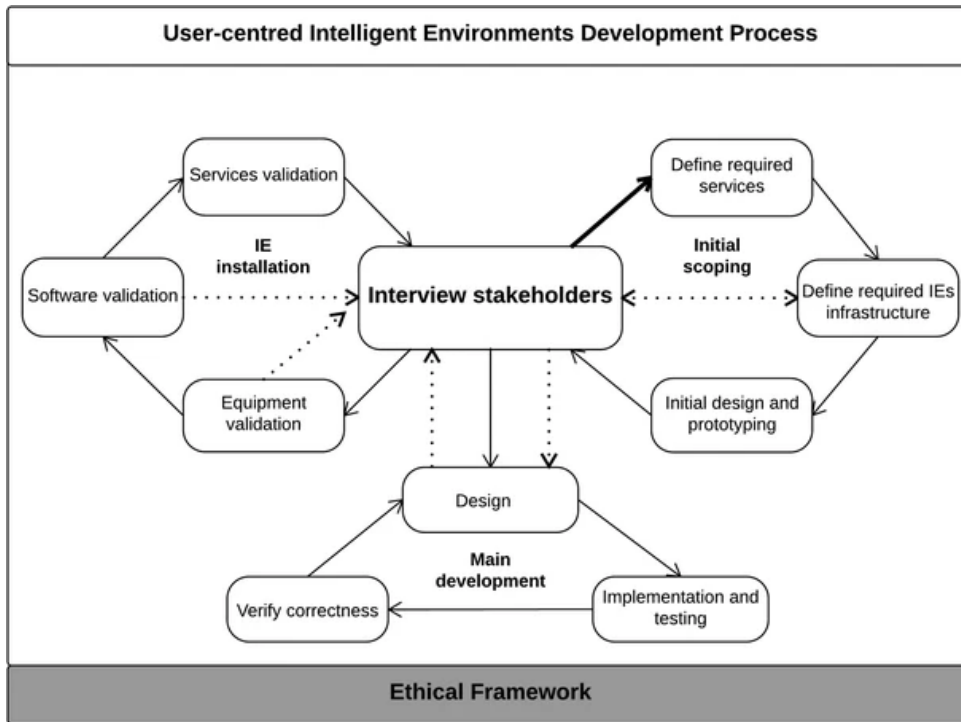 User-centred Intelligent Environments Development Process
Services validation
Define required
services
IE
installation
Initial
scoping
Software validation
Interview stakeholders
Define required IEs
infrastructure
Equipment
validation
Initial design and
prototyping
Design
Main
development
Verify correctness
Implementation and
testing
Ethical Framework